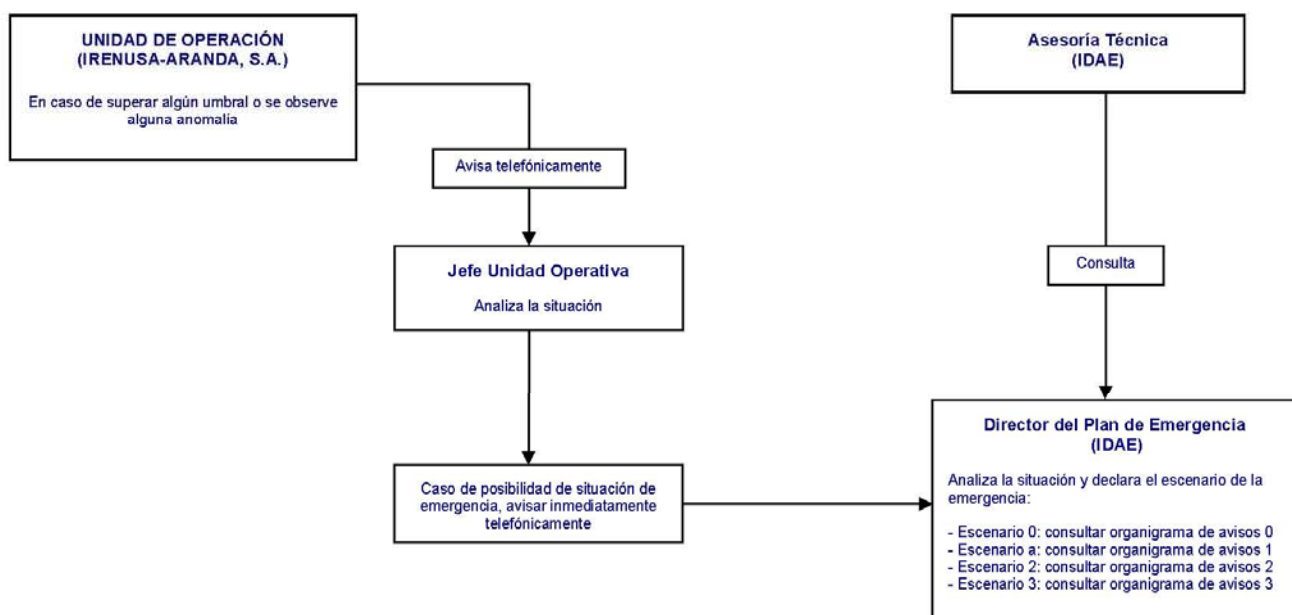 UNIDAD DE OPERACIÓN
(IRENUSA-ARANDA, S.A.)
En caso de superar algún umbral o se observe
alguna anomalía
Avisa telefónicamente
Jefe Unidad Operativa
Analiza la situación
Caso de posibilidad de situación de
emergencia, avisar inmediatamente
telefónicamente
Asesoría Técnica
(IDAE)
Consulta
Director del Plan de Emergencia
(IDAE)
Analiza la situación y declara el escenario de la
emergencia:
- Escenario 0: consultar organigrama de avisos 0
- Escenario a: consultar organigrama de avisos 1
- Escenario 2: consultar organigrama de avisos 2
- Escenario 3: consultar organigrama de avisos 3